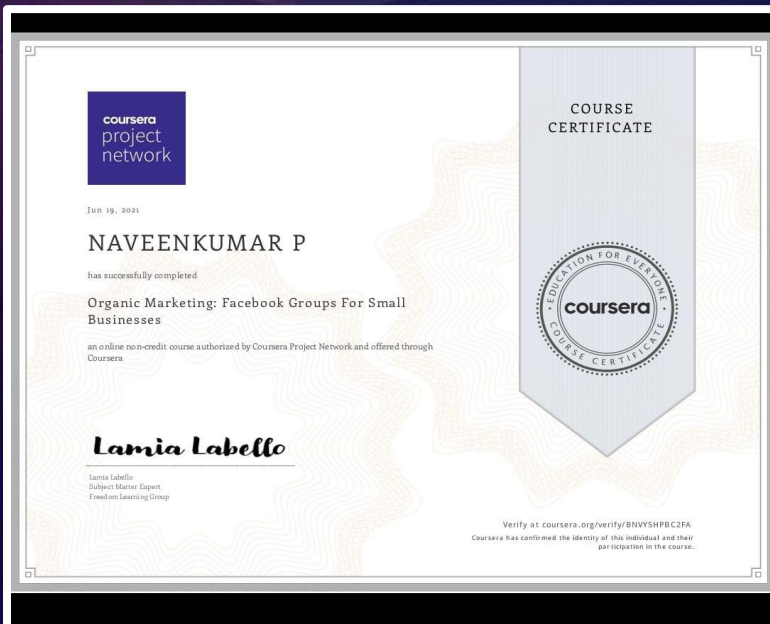 coursera
project
network
Jun 19, 2021
NAVEENKUMAR P
has successfully completed
Organic Marketing: Facebook Groups For Small
Businesses
an online non-credit course authorized by Coursera Project Network and offered through
Coursera
Lamia Labello
Lamia Labello
Subject Matter Expert
Freedom Learning Group
COURSE
CERTIFICATE
EDUCATION FOR EVERYONE
coursera
COURSE CERTIFICATE
Verify at coursera.org/verify/BNVY5HPBC2FA
Coursera has confirmed the identity of this individual and their
participation in the course.